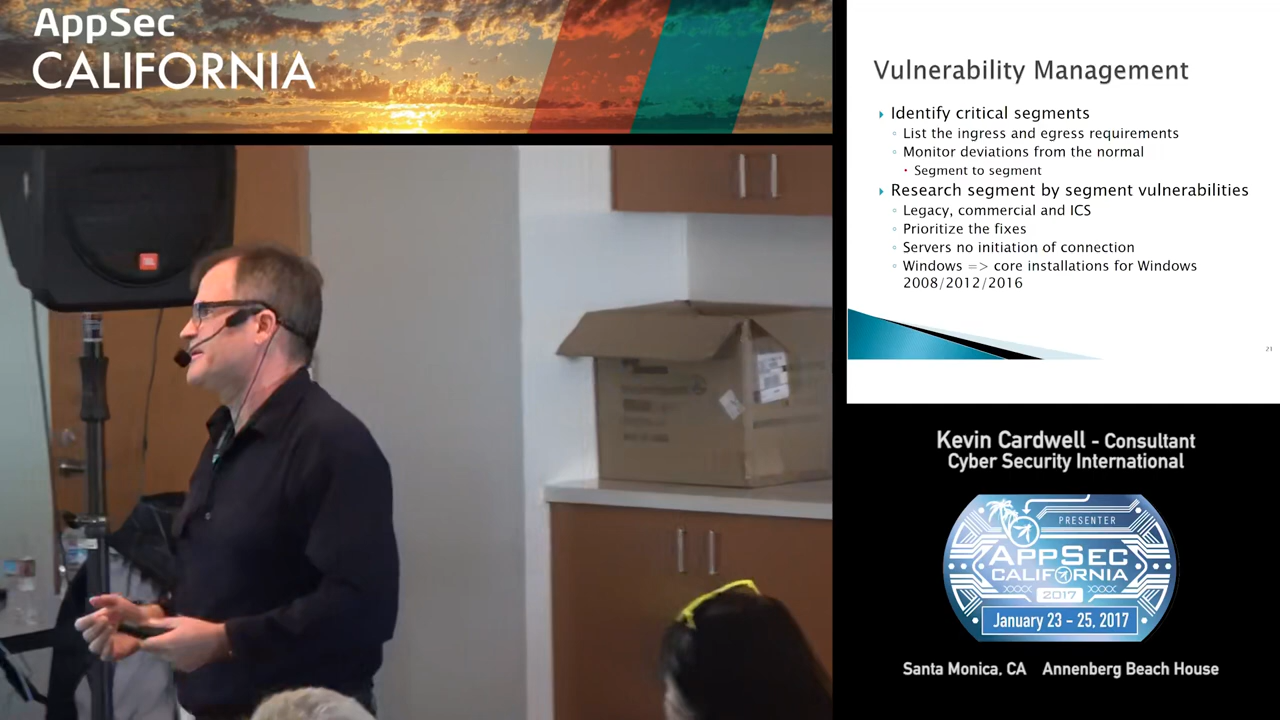 AppSec
CALIFORNIA
Vulnerability Management
Identify critical segments
List the ingress and egress requirements
Monitor deviations from the normal
Segment to segment
Research segment by segment vulnerabilities
Legacy, commercial and ICS
Prioritize the fixes
Servers no initiation of connection
Windows => core installations for Windows
2008/2012/2016
21
JBL
Kevin Cardwell - Consultant
Cyber Security International
PRESENTER
APPSEC
CALIFORNIA
2017
January 23 - 25, 2017
Santa Monica, CA Annenberg Beach House